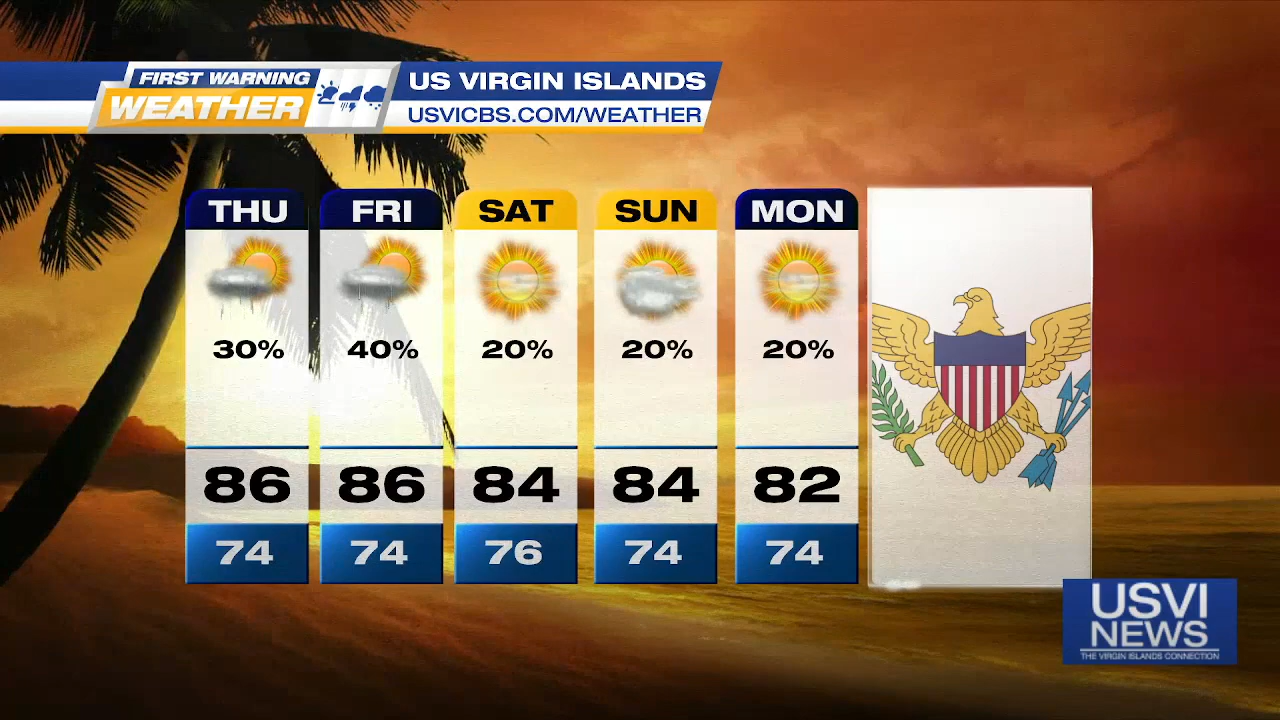 FIRST WARNING
WEATHER
US VIRGIN ISLANDS
USVICBS.COM/WEATHER
THU FRI SAT SUN MON
30% 40% 20% 20% 20%
86 86 84 84 82
74 74 76 74 74
USVI
NEWS
THE VIRGIN ISLANDS CONNECTION